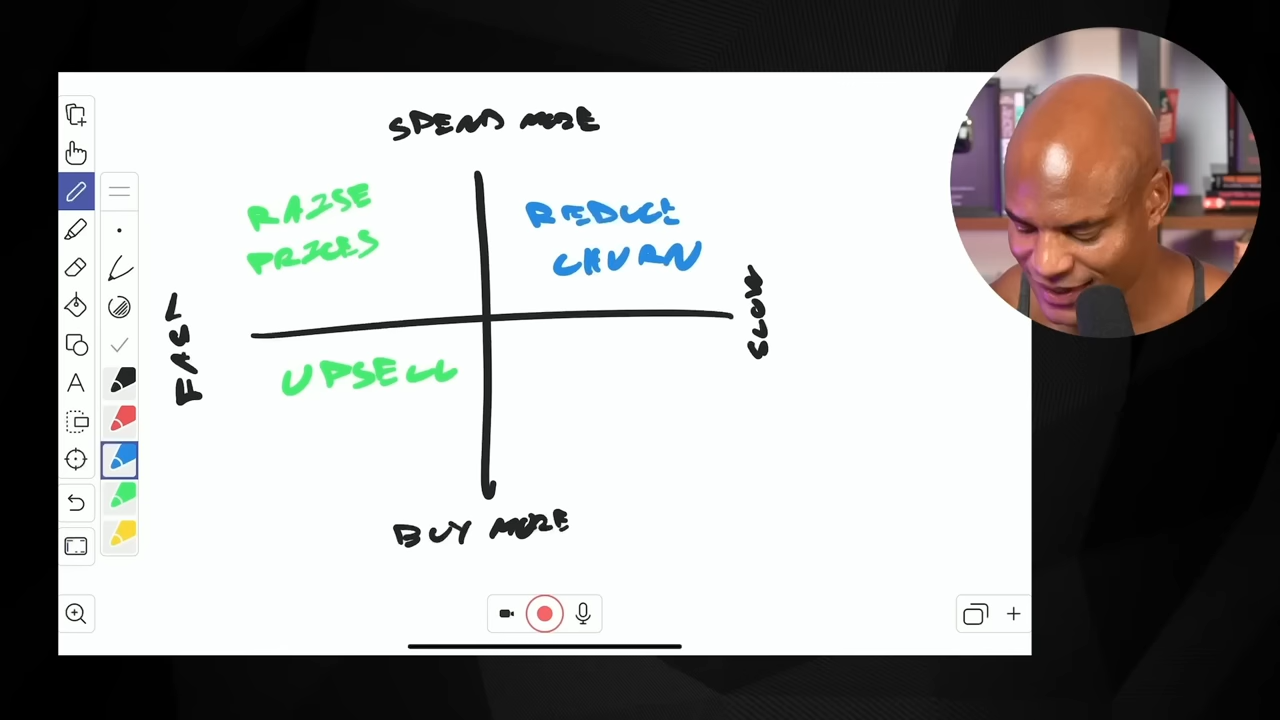 SPEND MORE
RAISE
PRICES
REDUCE
CHURN
FAST
SLOW
UPSELL
BUY MORE
A